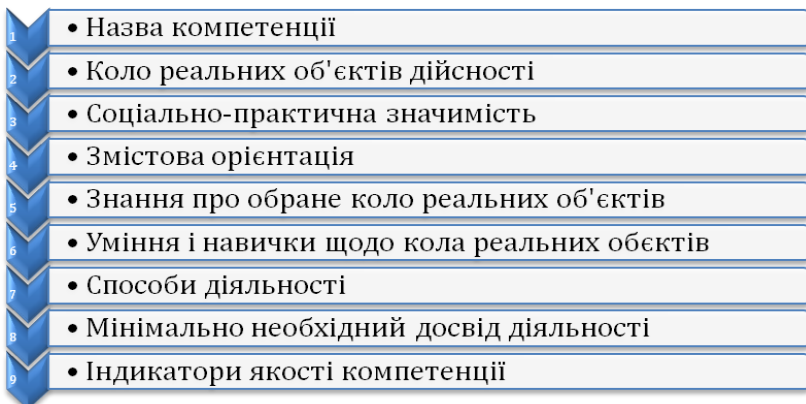 1 • Назва компетенції
2 • Коло реальних об'єктів дійсності
3 • Соціально-практична значимість
4 • Змістова орієнтація
5 • Знання про обране коло реальних об'єктів
6 • Уміння і навички щодо кола реальних обєктів
7 • Способи діяльності
8 • Мінімально необхідний досвід діяльності
9 • Індикатори якості компетенції